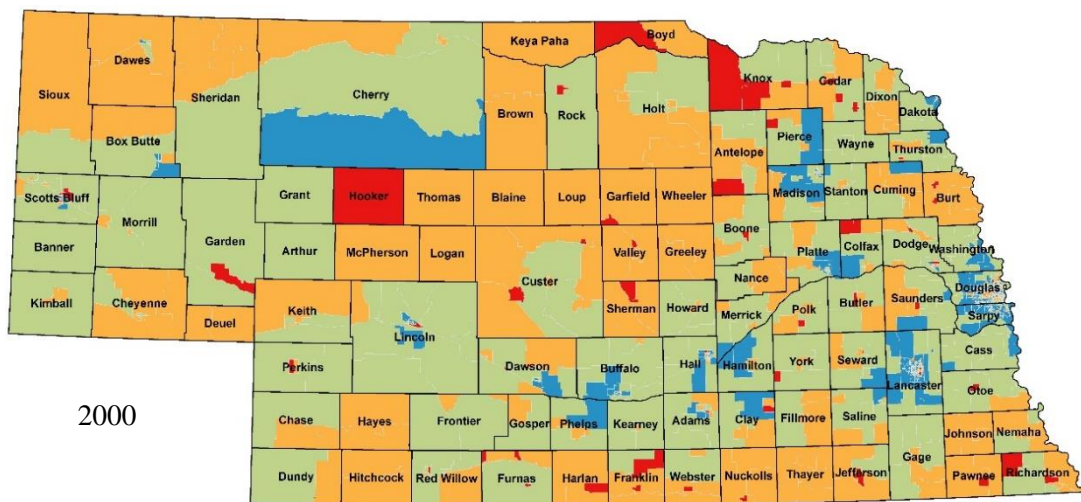 Keya Paha
Boyd
Dawes
Knox
Cedar
Sioux
Sheridan
Cherry
Brown
Rock
Holt
Dixon
Dakota
Box Butte
Antelope
Pierce
Wayne
Thurston
Scotts Bluff
Grant
Hooker
Thomas
Blaine
Loup
Garfield
Wheeler
Madison
Stanton
Cuming
Burt
Morrill
Garden
Banner
Arthur
McPherson
Logan
Valley
Greeley
Boone
Platte
Colfax
Dodge
Washington
Kimball
Cheyenne
Custer
Nance
Douglas
Keith
Sherman
Howard
Merrick
Polk
Butler
Saunders
Deuel
Lincoln
Sarpy
Perkins
Dawson
Buffalo
Hall
Hamilton
York
Seward
Cass
Lancaster
Otoe
2000
Chase
Hayes
Frontier
Gosper
Phelps
Kearney
Adams
Clay
Fillmore
Saline
Johnson
Nemaha
Gage
Dundy
Hitchcock
Red Willow
Furnas
Harlan
Franklin
Webster
Nuckolls
Thayer
Jefferson
Pawnee
Richardson